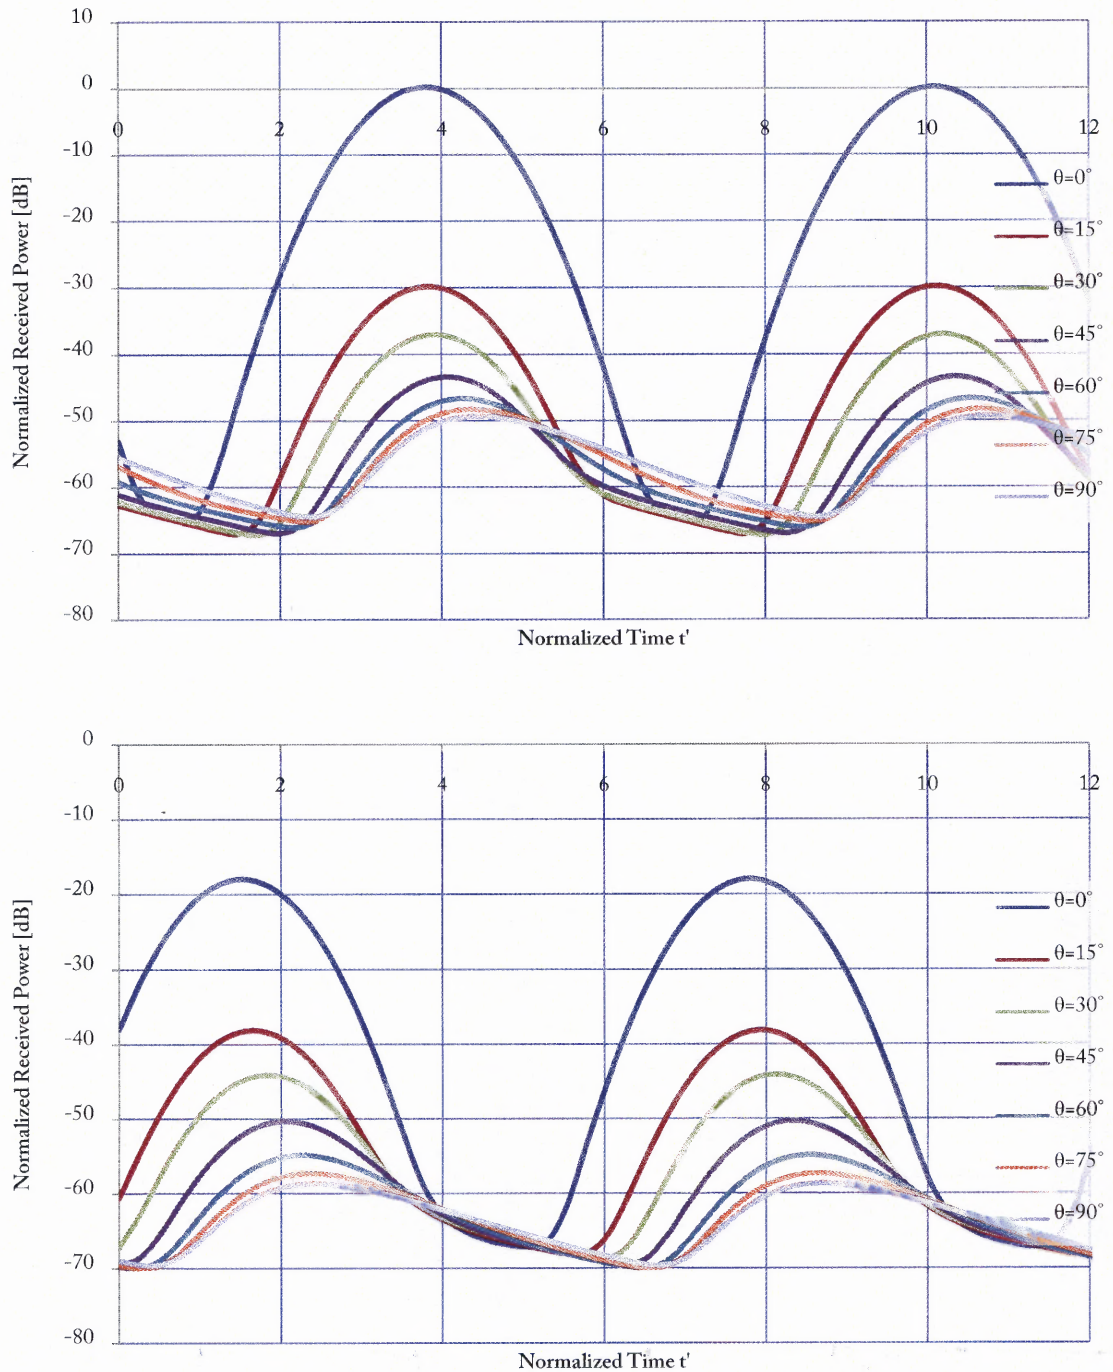 10
0
-10
-20
-30
-40
-50
-60
-70
-80
0 2 4 6 8 10 12
Normalized Received Power [dB]
Normalized Time t'
θ=0°
θ=15°
θ=30°
θ=45°
θ=60°
θ=75°
θ=90°
0
-10
-20
-30
-40
-50
-60
-70
-80
0 2 4 6 8 10 12
Normalized Received Power [dB]
Normalized Time t'
θ=0°
θ=15°
θ=30°
θ=45°
θ=60°
θ=75°
θ=90°